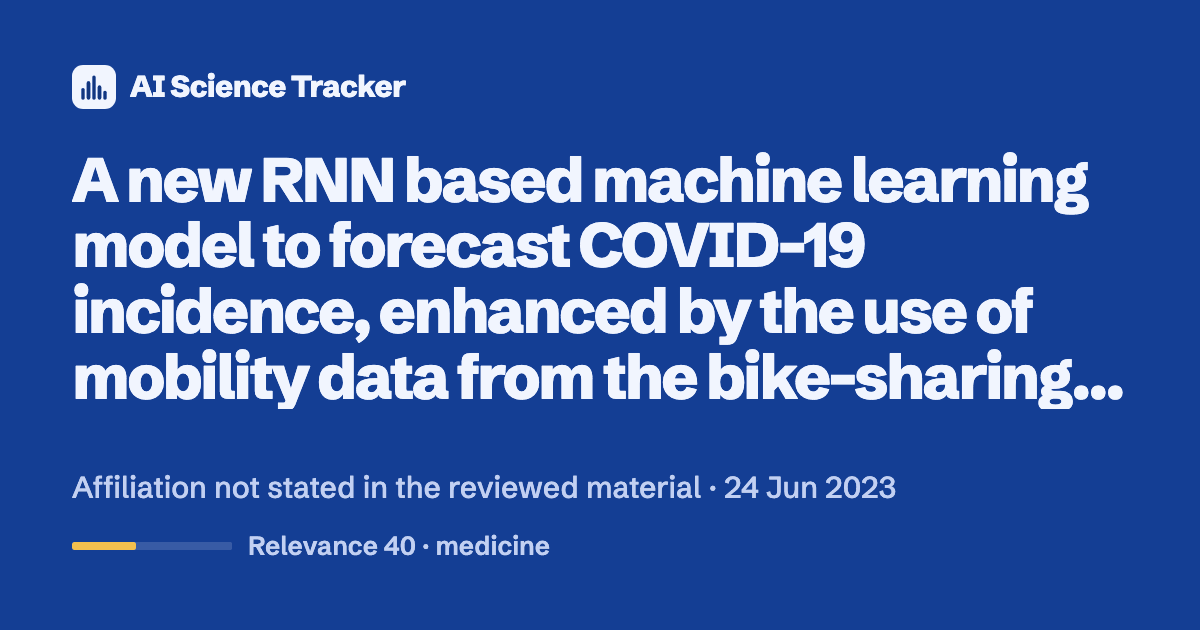 AI Science Tracker
A new RNN based machine learning
model to forecast COVID-19
incidence, enhanced by the use of
mobility data from the bike-sharing...
Affiliation not stated in the reviewed material · 24 Jun 2023
Relevance 40 · medicine